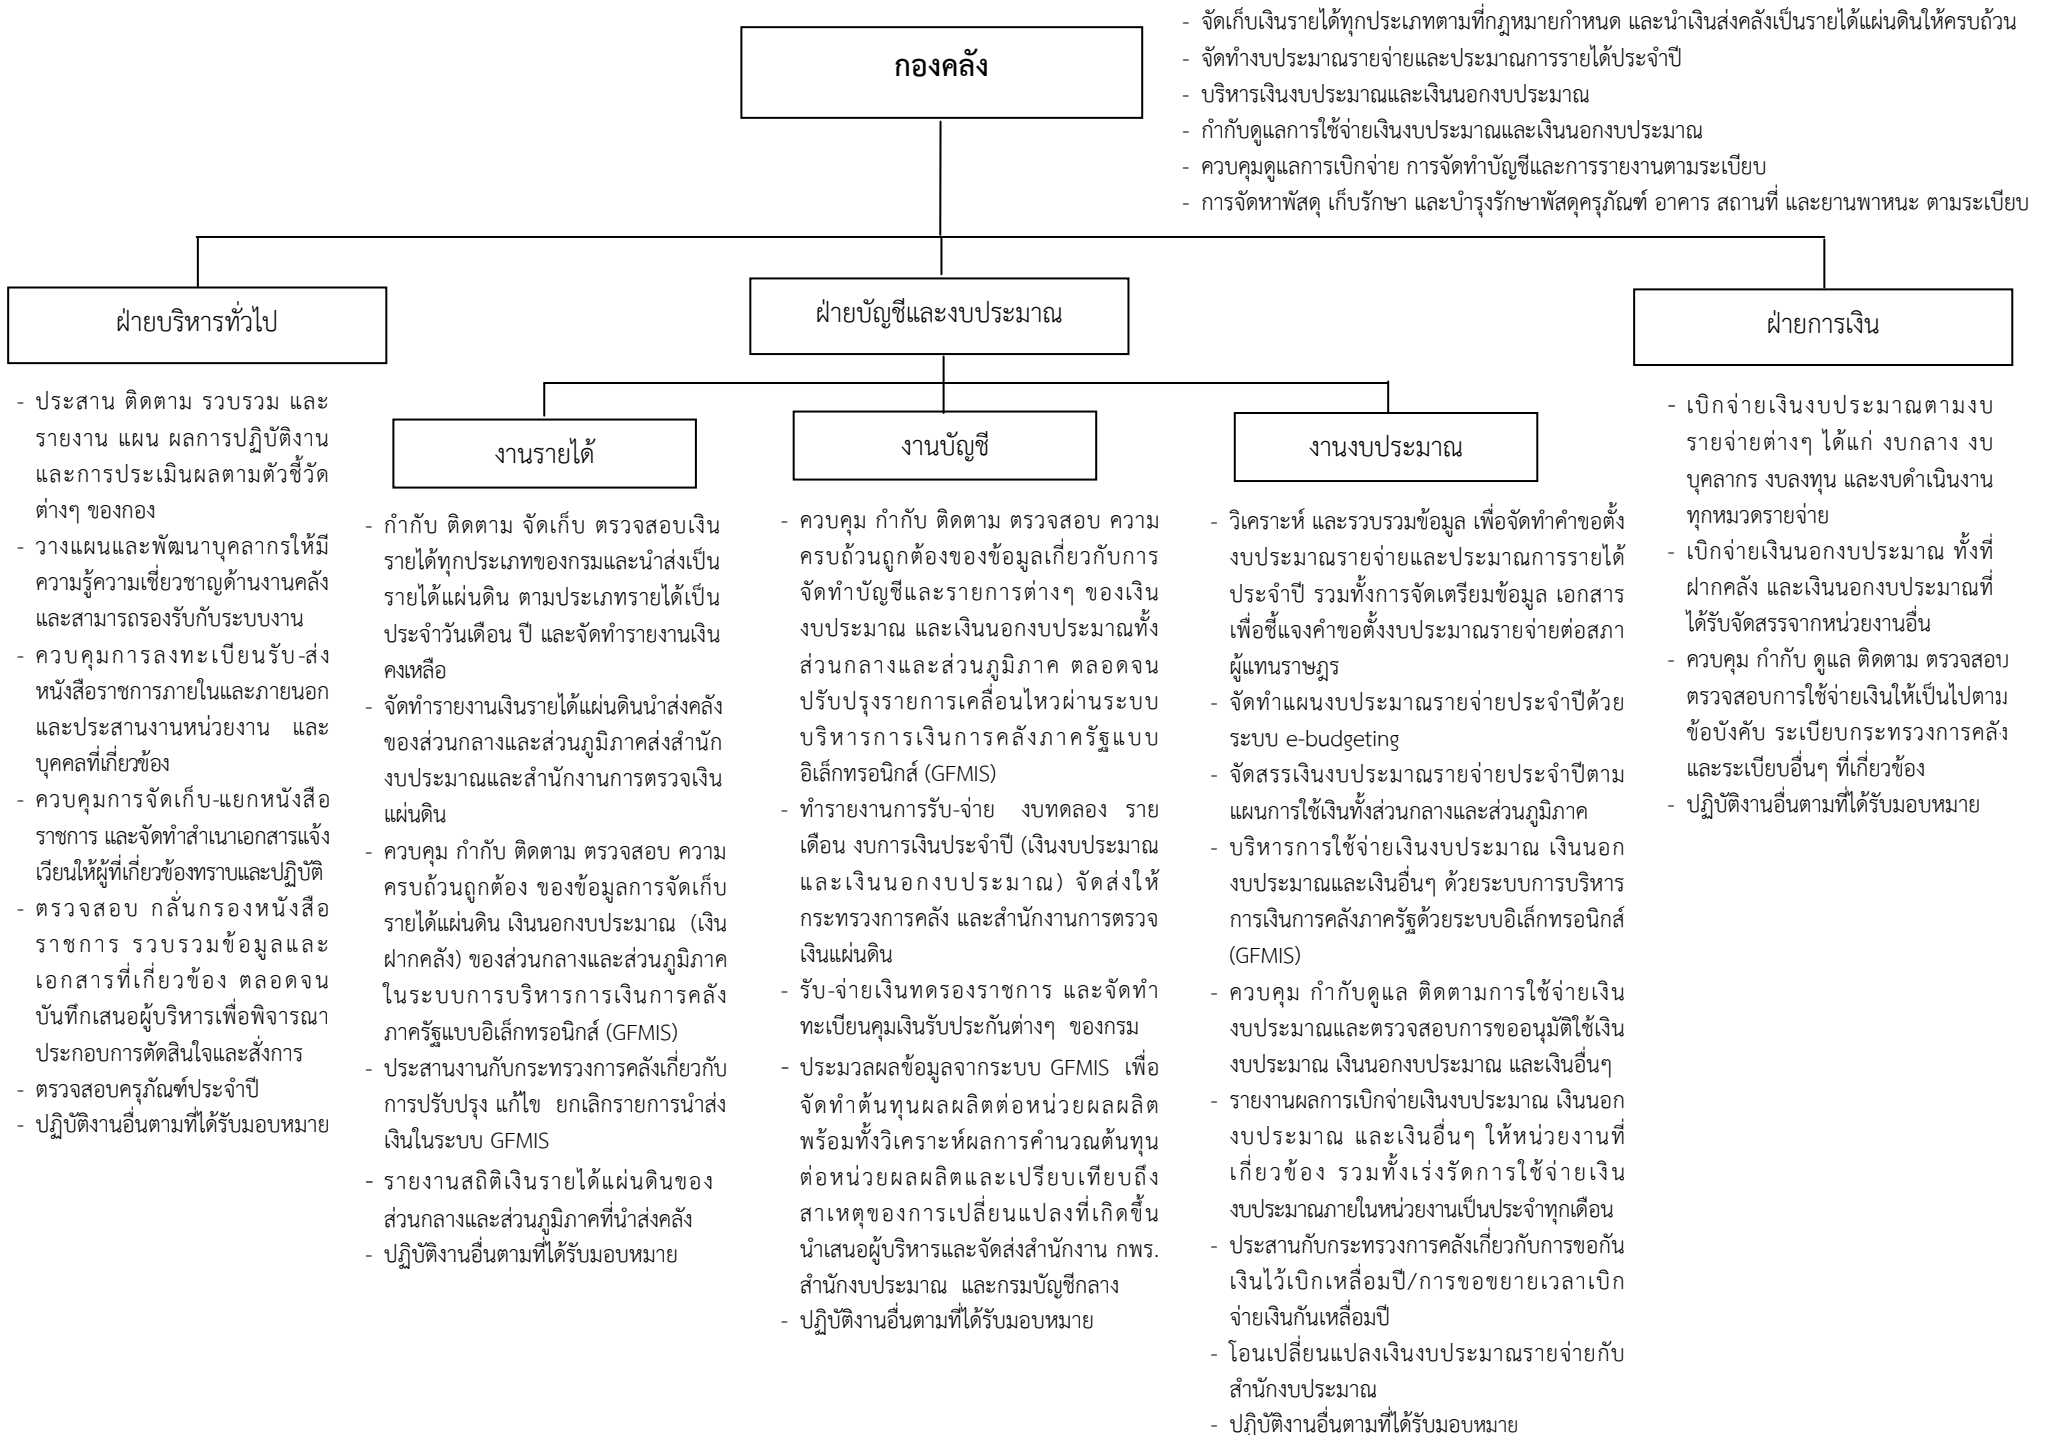 กองคลัง
- จัดเก็บเงินรายได้ทุกประเภทตามที่กฎหมายกำหนด และนำเงินส่งคลังเป็นรายได้แผ่นดินให้ครบถ้วน
- จัดทำงบประมาณรายจ่ายและประมาณการรายได้ประจำปี
- บริหารเงินงบประมาณและเงินนอกงบประมาณ
- กำกับดูแลการใช้จ่ายเงินงบประมาณและเงินนอกงบประมาณ
- ควบคุมดูแลการเบิกจ่าย การจัดทำบัญชีและการรายงานตามระเบียบ
- การจัดหาพัสดุ เก็บรักษา และบำรุงรักษาพัสดุครุภัณฑ์ อาคาร สถานที่ และยานพาหนะ ตามระเบียบ
ฝ่ายบริหารทั่วไป
- ประสาน ติดตาม รวบรวม และ
รายงาน แผน ผลการปฏิบัติงาน
และการประเมินผลตามตัวชี้วัด
ต่างๆ ของกอง
- วางแผนและพัฒนาบุคลากรให้มี
ความรู้ความเชี่ยวชาญด้านงานคลัง
และสามารถรองรับกับระบบงาน
- ควบคุมการลงทะเบียนรับ-ส่ง
หนังสือราชการภายในและภายนอก
และประสานงานหน่วยงาน และ
บุคคลที่เกี่ยวข้อง
- ควบคุมการจัดเก็บ-แยกหนังสือ
ราชการ และจัดทำสำเนาเอกสารแจ้ง
เวียนให้ผู้ที่เกี่ยวข้องทราบและปฏิบัติ
- ตรวจสอบ กลั่นกรองหนังสือ
ราชการ รวบรวมข้อมูลและ
เอกสารที่เกี่ยวข้อง ตลอดจน
บันทึกเสนอผู้บริหารเพื่อพิจารณา
ประกอบการตัดสินใจและสั่งการ
- ตรวจสอบครุภัณฑ์ประจำปี
- ปฏิบัติงานอื่นตามที่ได้รับมอบหมาย
ฝ่ายบัญชีและงบประมาณ
งานรายได้
- กำกับ ติดตาม จัดเก็บ ตรวจสอบเงิน
รายได้ทุกประเภทของกรมและนำส่งเป็น
รายได้แผ่นดิน ตามประเภทรายได้เป็น
ประจำวันเดือน ปี และจัดทำรายงานเงิน
คงเหลือ
- จัดทำรายงานเงินรายได้แผ่นดินนำส่งคลัง
ของส่วนกลางและส่วนภูมิภาคส่งสำนัก
งบประมาณและสำนักงานการตรวจเงิน
แผ่นดิน
- ควบคุม กำกับ ติดตาม ตรวจสอบ ความ
ครบถ้วนถูกต้อง ของข้อมูลการจัดเก็บ
รายได้แผ่นดิน เงินนอกงบประมาณ (เงิน
ฝากคลัง) ของส่วนกลางและส่วนภูมิภาค
ในระบบการบริหารการเงินการคลัง
ภาครัฐแบบอิเล็กทรอนิกส์ (GFMIS)
- ประสานงานกับกระทรวงการคลังเกี่ยวกับ
การปรับปรุง แก้ไข ยกเลิกรายการนำส่ง
เงินในระบบ GFMIS
- รายงานสถิติเงินรายได้แผ่นดินของ
ส่วนกลางและส่วนภูมิภาคที่นำส่งคลัง
- ปฏิบัติงานอื่นตามที่ได้รับมอบหมาย
งานบัญชี
- ควบคุม กำกับ ติดตาม ตรวจสอบ ความ
ครบถ้วนถูกต้องของข้อมูลเกี่ยวกับการ
จัดทำบัญชีและรายการต่างๆ ของเงิน
งบประมาณ และเงินนอกงบประมาณทั้ง
ส่วนกลางและส่วนภูมิภาค ตลอดจน
ปรับปรุงรายการเคลื่อนไหวผ่านระบบ
บริหารการเงินการคลังภาครัฐแบบ
อิเล็กทรอนิกส์ (GFMIS)
- ทำรายงานการรับ-จ่าย งบทดลอง ราย
เดือน งบการเงินประจำปี (เงินงบประมาณ
และเงินนอกงบประมาณ) จัดส่งให้
กระทรวงการคลัง และสำนักงานการตรวจ
เงินแผ่นดิน
- รับ-จ่ายเงินทดรองราชการ และจัดทำ
ทะเบียนคุมเงินรับประกันต่างๆ ของกรม
- ประมวลผลข้อมูลจากระบบ GFMIS เพื่อ
จัดทำต้นทุนผลผลิตต่อหน่วยผลผลิต
พร้อมทั้งวิเคราะห์ผลการคำนวณต้นทุน
ต่อหน่วยผลผลิตและเปรียบเทียบถึง
สาเหตุของการเปลี่ยนแปลงที่เกิดขึ้น
นำเสนอผู้บริหารและจัดส่งสำนักงาน กพร.
สำนักงบประมาณ และกรมบัญชีกลาง
- ปฏิบัติงานอื่นตามที่ได้รับมอบหมาย
งานงบประมาณ
- วิเคราะห์ และรวบรวมข้อมูล เพื่อจัดทำคำขอตั้ง
งบประมาณรายจ่ายและประมาณการรายได้
ประจำปี รวมทั้งการจัดเตรียมข้อมูล เอกสาร
เพื่อชี้แจงคำขอตั้งงบประมาณรายจ่ายต่อสภา
ผู้แทนราษฎร
- จัดทำแผนงบประมาณรายจ่ายประจำปีด้วย
ระบบ e-budgeting
- จัดสรรเงินงบประมาณรายจ่ายประจำปีตาม
แผนการใช้เงินทั้งส่วนกลางและส่วนภูมิภาค
- บริหารการใช้จ่ายเงินงบประมาณ เงินนอก
งบประมาณและเงินอื่นๆ ด้วยระบบการบริหาร
การเงินการคลังภาครัฐด้วยระบบอิเล็กทรอนิกส์
(GFMIS)
- ควบคุม กำกับดูแล ติดตามการใช้จ่ายเงิน
งบประมาณและตรวจสอบการขออนุมัติใช้เงิน
งบประมาณ เงินนอกงบประมาณ และเงินอื่นๆ
- รายงานผลการเบิกจ่ายเงินงบประมาณ เงินนอก
งบประมาณ และเงินอื่นๆ ให้หน่วยงานที่
เกี่ยวข้อง รวมทั้งเร่งรัดการใช้จ่ายเงิน
งบประมาณภายในหน่วยงานเป็นประจำทุกเดือน
- ประสานกับกระทรวงการคลังเกี่ยวกับการขอกัน
เงินไว้เบิกเหลื่อมปี/การขอขยายเวลาเบิก
จ่ายเงินกันเหลื่อมปี
- โอนเปลี่ยนแปลงเงินงบประมาณรายจ่ายกับ
สำนักงบประมาณ
- ปฏิบัติงานอื่นตามที่ได้รับมอบหมาย
ฝ่ายการเงิน
- เบิกจ่ายเงินงบประมาณตามงบ
รายจ่ายต่างๆ ได้แก่ งบกลาง งบ
บุคลากร งบลงทุน และงบดำเนินงาน
ทุกหมวดรายจ่าย
- เบิกจ่ายเงินนอกงบประมาณ ทั้งที่
ฝากคลัง และเงินนอกงบประมาณที่
ได้รับจัดสรรจากหน่วยงานอื่น
- ควบคุม กำกับ ดูแล ติดตาม ตรวจสอบ
ตรวจสอบการใช้จ่ายเงินให้เป็นไปตาม
ข้อบังคับ ระเบียบกระทรวงการคลัง
และระเบียบอื่นๆ ที่เกี่ยวข้อง
- ปฏิบัติงานอื่นตามที่ได้รับมอบหมาย